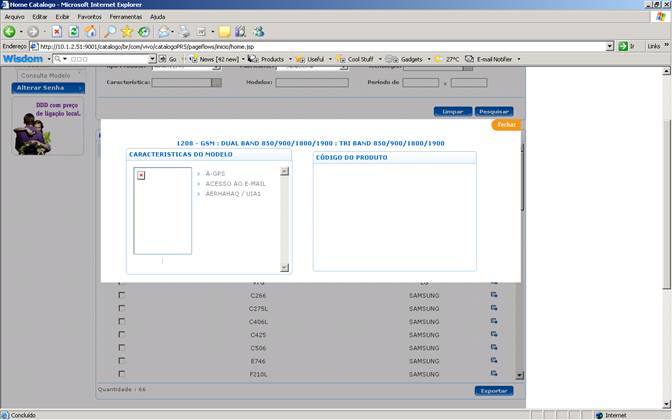 Home Catalogo - Microsoft Internet Explorer
Arquivo Editar Exibir Favoritos Ferramentas Ajuda
Endereço http://10.1.2.51:9001/catalogo/br/com/vivo/catalogoPRS/pageflows/inicio/home.jsp Ir Links
Wisdom Go News [42 new] Products Useful Cool Stuff Gadgets 27°C E-mail Notifier
Consulta Modelo
Característica: Modelos: Período de
Alterar Senha
DDD com preço
de ligação local.
Limpar Pesquisar
Fechar
1208 - GSM : DUAL BAND 850/900/1800/1900 : TRI BAND 850/900/1800/1900
CARACTERISTICAS DO MODELO
CÓDIGO DO PRODUTO
A-GPS
ACESSO AO E-MAIL
AERHAHAQ / UIA1
C266 SAMSUNG
C275L SAMSUNG
C406L SAMSUNG
C425 SAMSUNG
C506 SAMSUNG
E746 SAMSUNG
F210L SAMSUNG
Quantidade : 66
Exportar
Concluído Internet